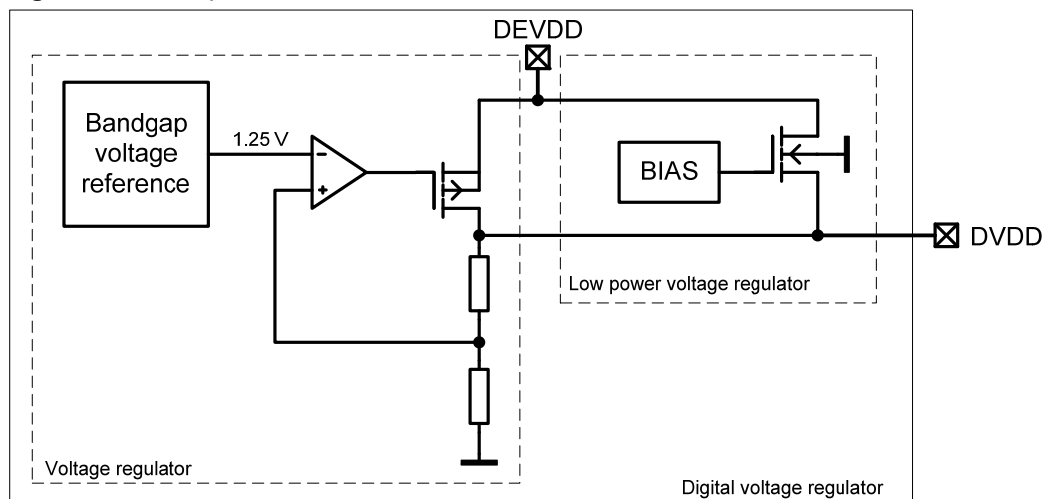 DEVDD
Bandgap
voltage
reference
1.25 V
−
+
BIAS
DVDD
Low power voltage regulator
Voltage regulator
Digital voltage regulator